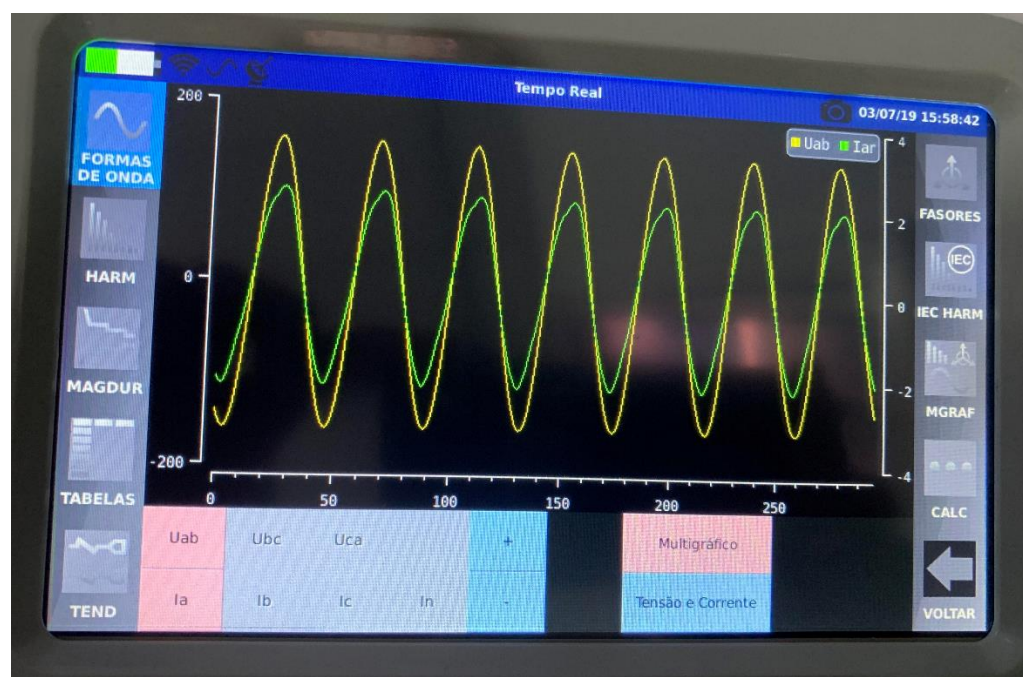 Tempo Real
03/07/19 15:58:42
FORMAS
DE ONDA
HARM
MAGDUR
TABELAS
TEND
200
0
-200
Uab Iar
4
2
0
-2
-4
0 50 100 150 200 250
FASORES
IEC
IEC HARM
MGRAF
CALC
VOLTAR
Uab Ubc Uca + Multigráfico
Ia Ib Ic In - Tensão e Corrente